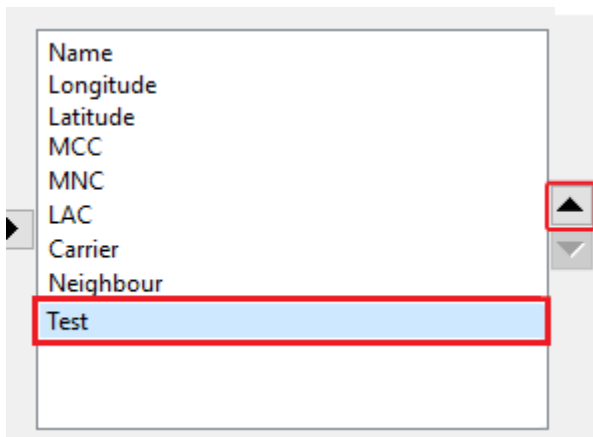 Name
Longitude
Latitude
MCC
MNC
LAC
Carrier
Neighbour
Test